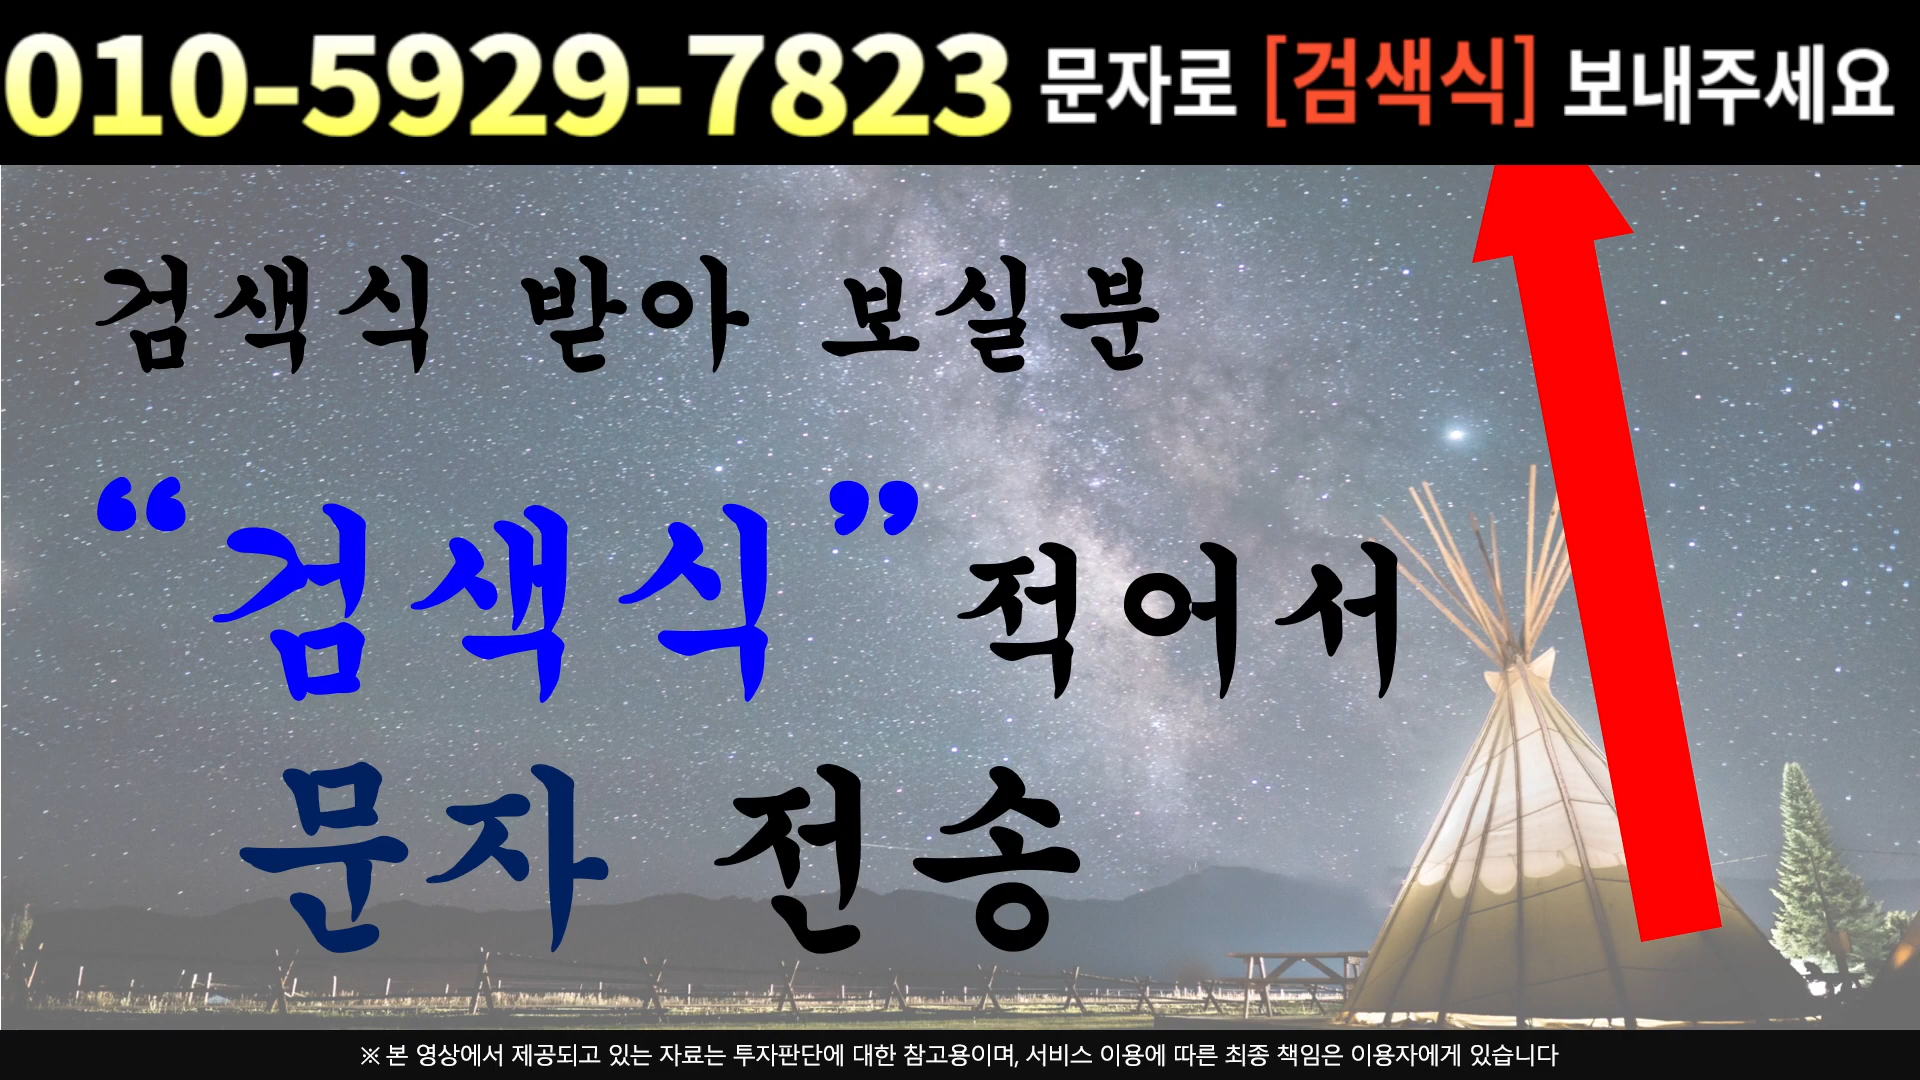 010-5929-7823 문자로 [검색식] 보내주세요
검색식 받아 보실분
“검색식” 적어서
문자 전송
※ 본 영상에서 제공되고 있는 자료는 투자판단에 대한 참고용이며, 서비스 이용에 따른 최종 책임은 이용자에게 있습니다